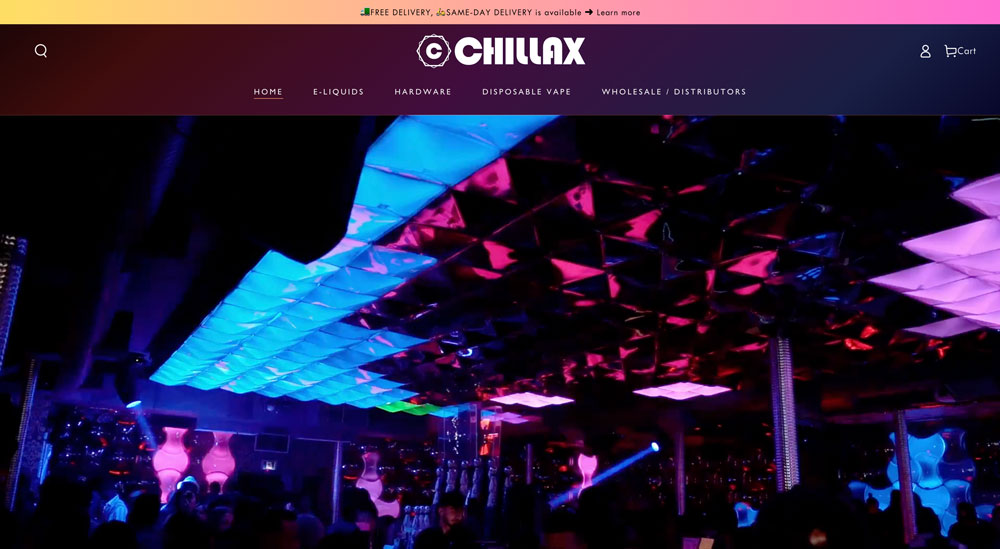 FREE DELIVERY, SAME-DAY DELIVERY is available ➜ Learn more
C CHILLAX
Cart
HOME E-LIQUIDS HARDWARE DISPOSABLE VAPE WHOLESALE / DISTRIBUTORS